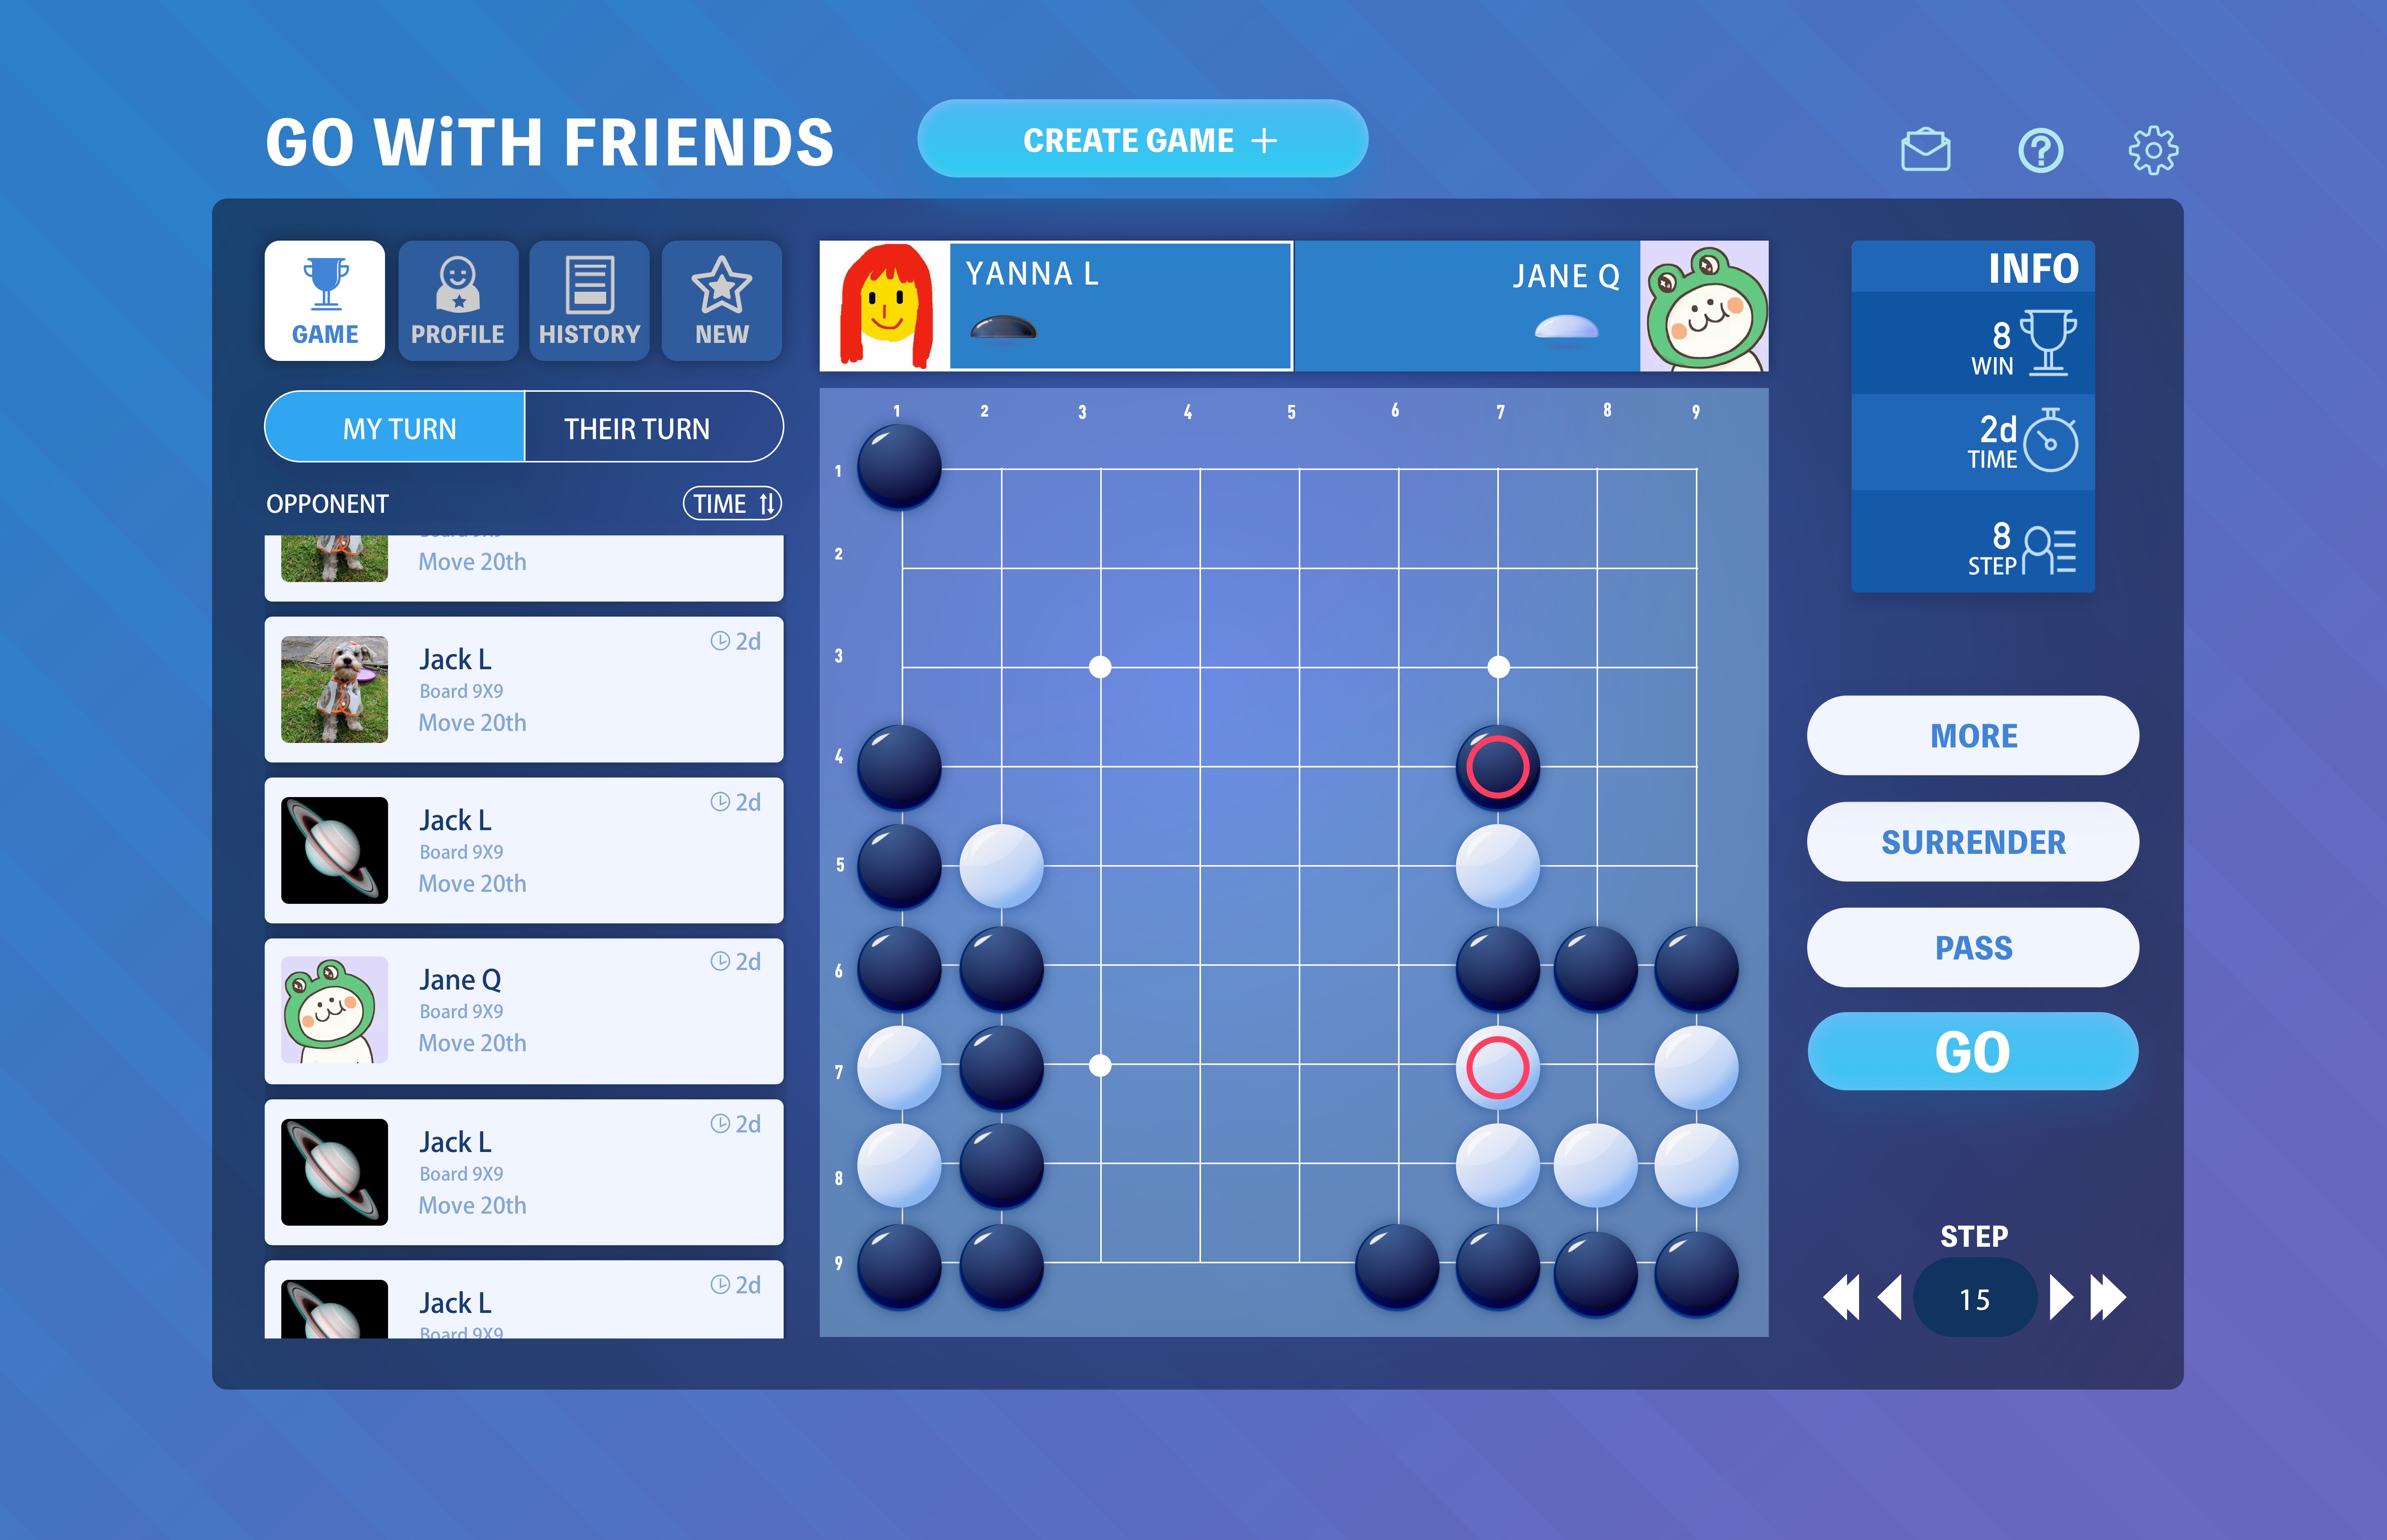 GO WiTH FRIENDS
CREATE GAME +
GAME
PROFILE
HISTORY
NEW
MY TURN
THEIR TURN
OPPONENT
TIME
Board 9X9
Move 20th
Jack L
2d
Board 9X9
Move 20th
Jack L
2d
Board 9X9
Move 20th
Jane Q
2d
Board 9X9
Move 20th
Jack L
2d
Board 9X9
Move 20th
Jack L
2d
Board 9X9
YANNA L
JANE Q
1 2 3 4 5 6 7 8 9
1
2
3
4
5
6
7
8
9
INFO
8
WIN
2d
TIME
8
STEP
MORE
SURRENDER
PASS
GO
STEP
15